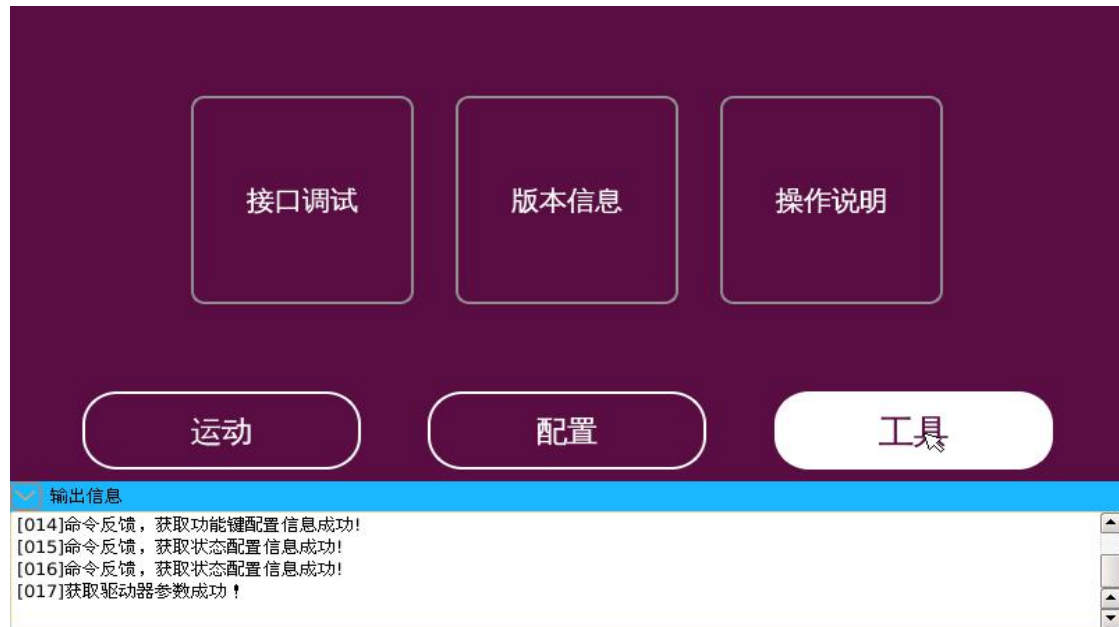 接口调试
版本信息
操作说明
运动
配置
工具
输出信息
[014]命令反馈，获取功能键配置信息成功!
[015]命令反馈，获取状态配置信息成功!
[016]命令反馈，获取状态配置信息成功!
[017]获取驱动器参数成功！